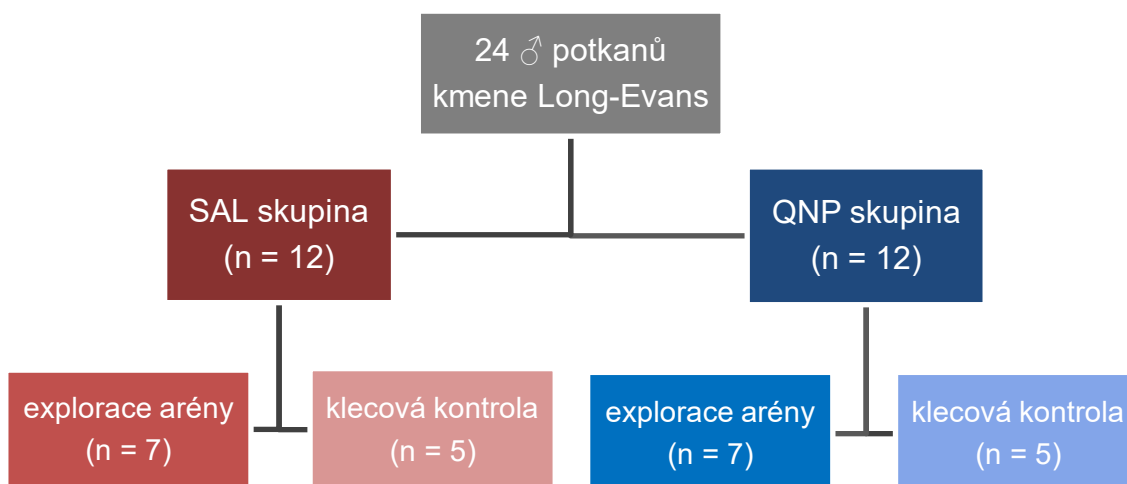 24 ♂ potkanů
kmene Long-Evans
SAL skupina
(n = 12)
QNP skupina
(n = 12)
explorace arény
(n = 7)
klecová kontrola
(n = 5)
explorace arény
(n = 7)
klecová kontrola
(n = 5)